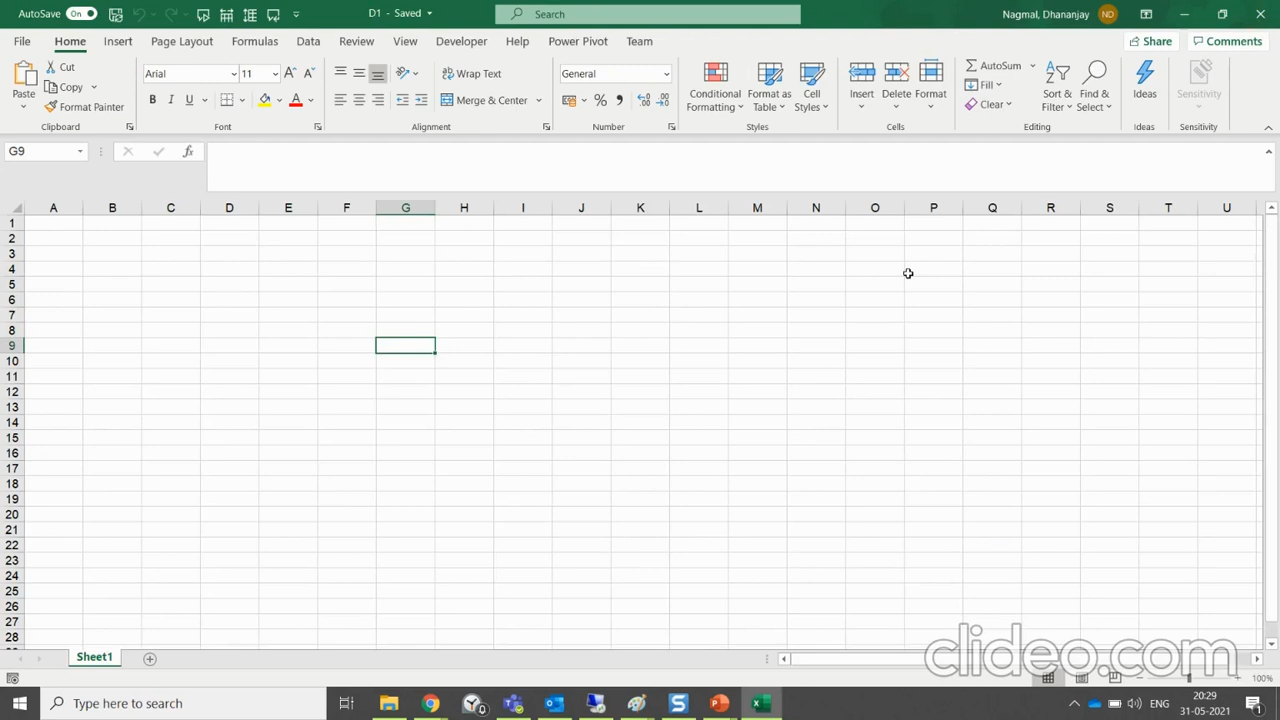 AutoSave On D1 - Saved Search Nagmal, Dhananjay ND
File Home Insert Page Layout Formulas Data Review View Developer Help Power Pivot Team Share Comments
Paste
Cut
Copy
Format Painter
Clipboard
Arial 11
B I U
Font
Wrap Text
Merge & Center
Alignment
General
Number
Conditional Formatting
Format as Table
Cell Styles
Styles
Insert
Delete
Format
Cells
AutoSum
Fill
Clear
Sort & Filter
Find & Select
Editing
Ideas
Ideas
Sensitivity
Sensitivity
G9 fx
A B C D E F G H I J K L M N O P Q R S T U
1
2
3
4
5
6
7
8
9
10
11
12
13
14
15
16
17
18
19
20
21
22
23
24
25
26
27
28
Sheet1
clideo.com
100%
Type here to search
ENG
20:29
31-05-2021